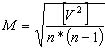 M = √([V²] / (n * (n − 1)))